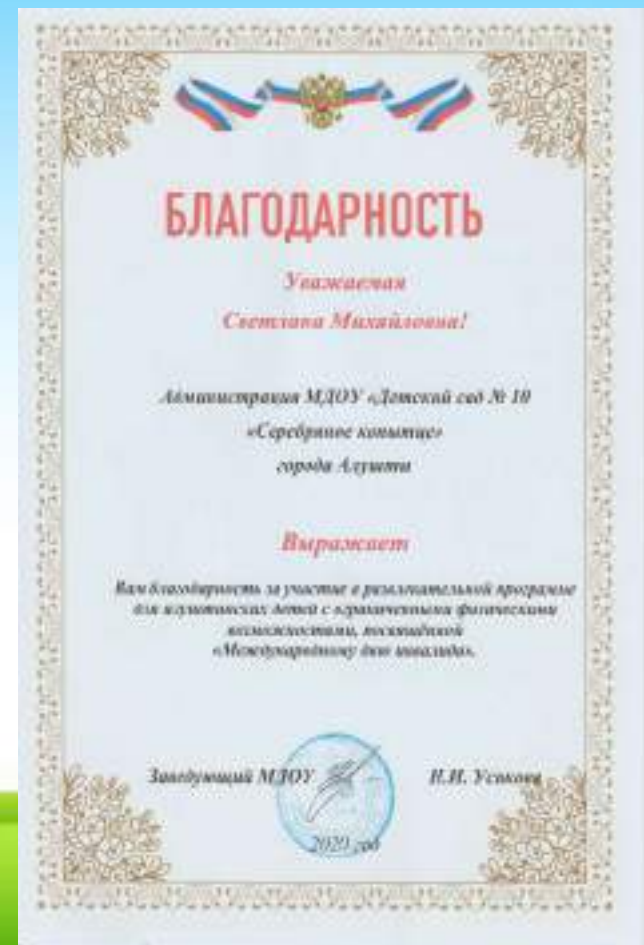 БЛАГОДАРНОСТЬ
Уважаемая
Светлана Михайловна!
Администрация МДОУ «Детский сад № 10
«Серебряное копытце»
города Алушты
Выражает
Вам благодарность за участие в развлекательной программе
для алуштинских детей с ограниченными физическими
возможностями, посвящённой
«Международному дню инвалида».
Заведующий МДОУ Н.И.
2020 год